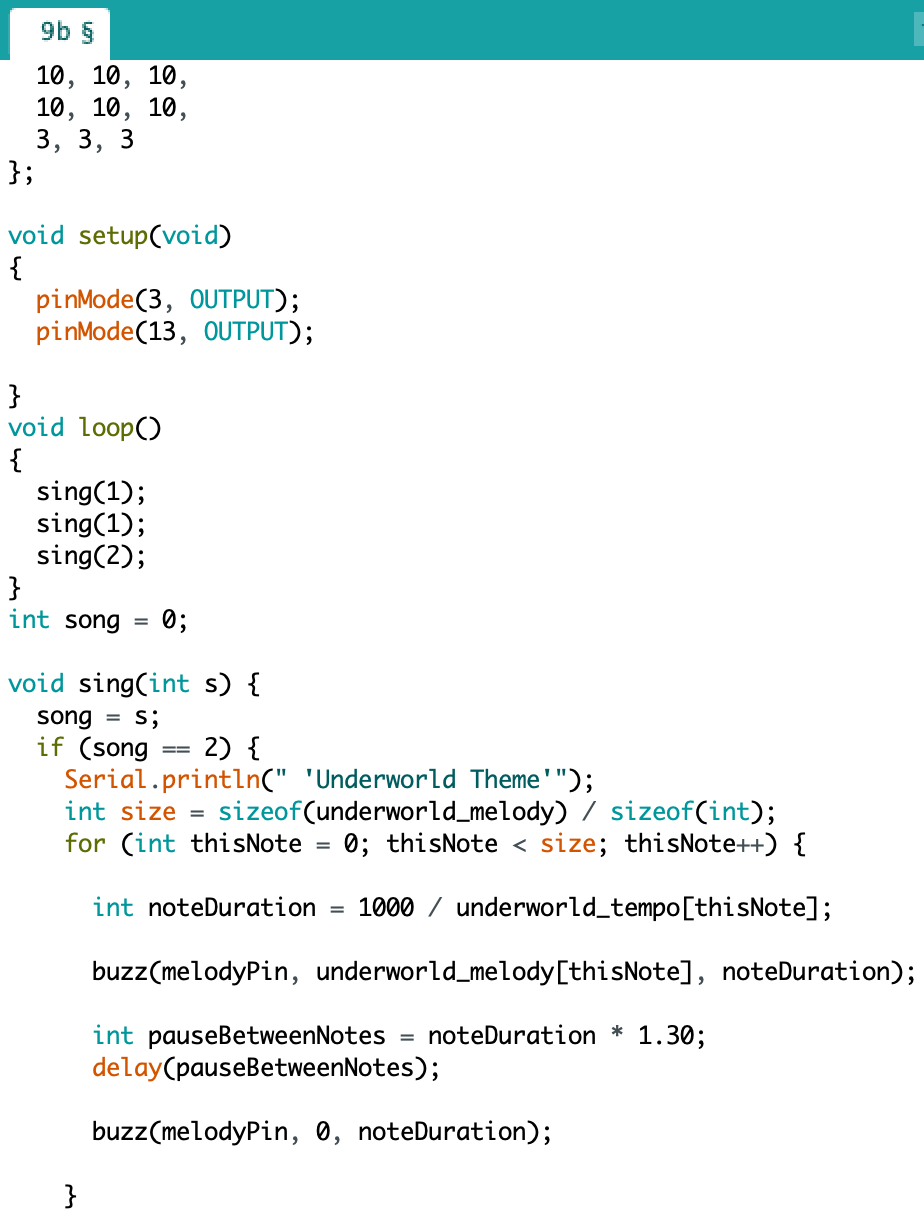 9b §
10, 10, 10,
10, 10, 10,
3, 3, 3
};
void setup(void)
{
pinMode(3, OUTPUT);
pinMode(13, OUTPUT);
}
void loop()
{
sing(1);
sing(1);
sing(2);
}
int song = 0;
void sing(int s) {
song = s;
if (song == 2) {
Serial.println(" 'Underworld Theme'");
int size = sizeof(underworld_melody) / sizeof(int);
for (int thisNote = 0; thisNote < size; thisNote++) {
int noteDuration = 1000 / underworld_tempo[thisNote];
buzz(melodyPin, underworld_melody[thisNote], noteDuration);
int pauseBetweenNotes = noteDuration * 1.30;
delay(pauseBetweenNotes);
buzz(melodyPin, 0, noteDuration);
}